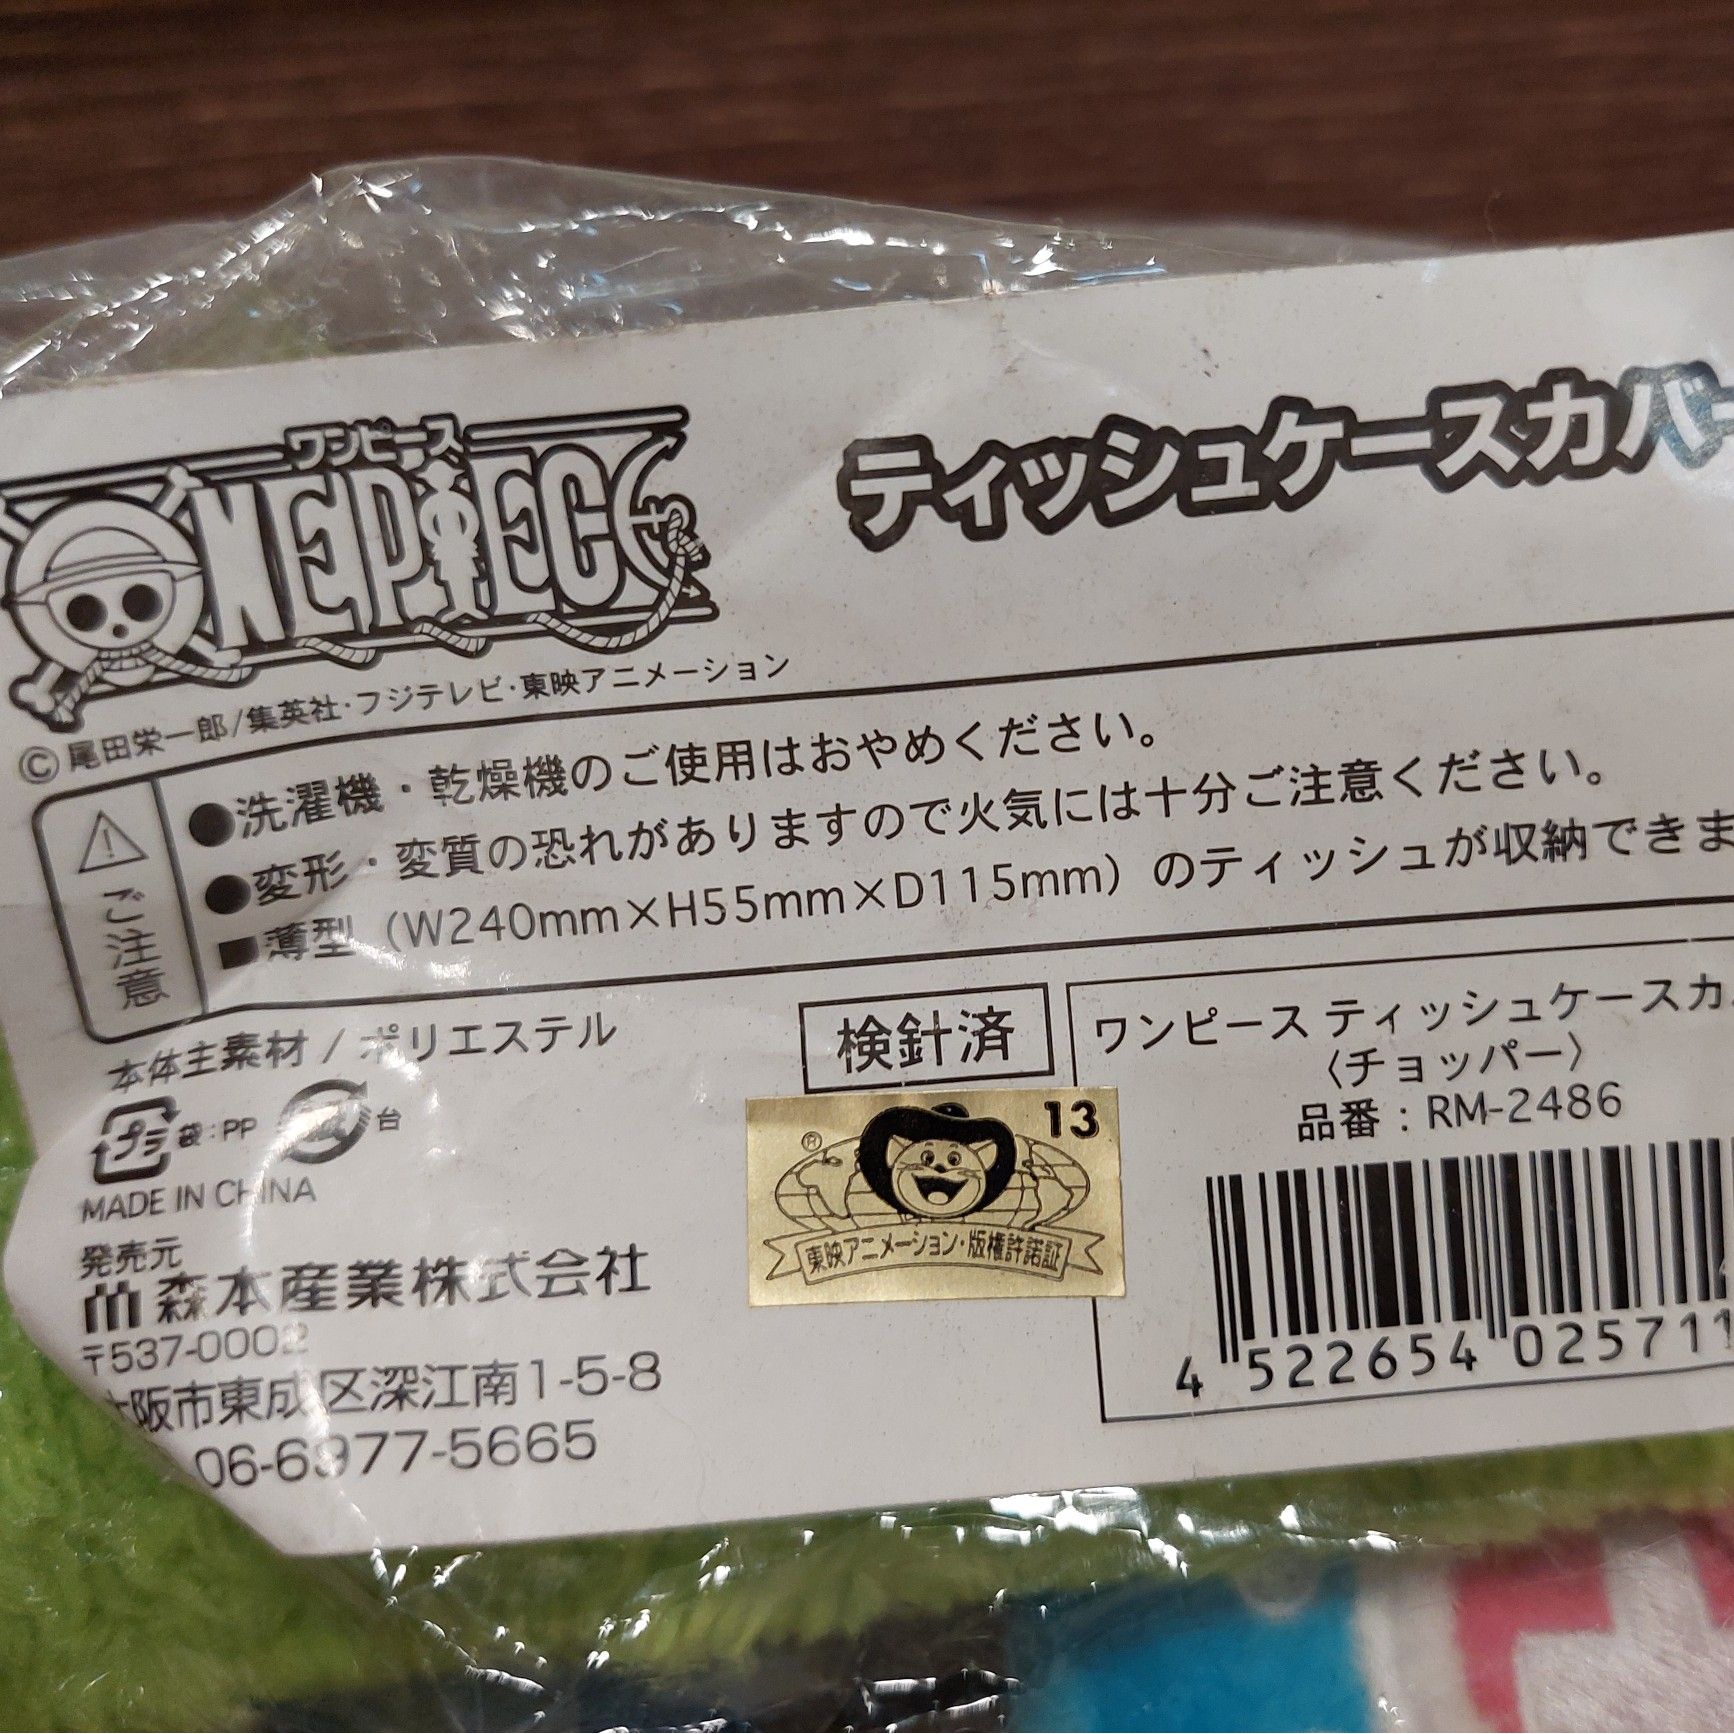 ワンピース
ONE PIECE
ティッシュケースカバー
©尾田栄一郎/集英社・フジテレビ・東映アニメーション
⚠
ご注意
●洗濯機・乾燥機のご使用はおやめください。
●変形・変質の恐れがありますので火気には十分ご注意ください。
■薄型（W240mm×H55mm×D115mm）のティッシュが収納できま
本体主素材 / ポリエステル
プラ 袋：PP 台
MADE IN CHINA
発売元
森本産業株式会社
〒537-0002
大阪市東成区深江南1-5-8
06-6977-5665
検針済
® 13
東映アニメーション・版権許諾証
ワンピース ティッシュケースカ
〈チョッパー〉
品番：RM-2486
4 522654 025711